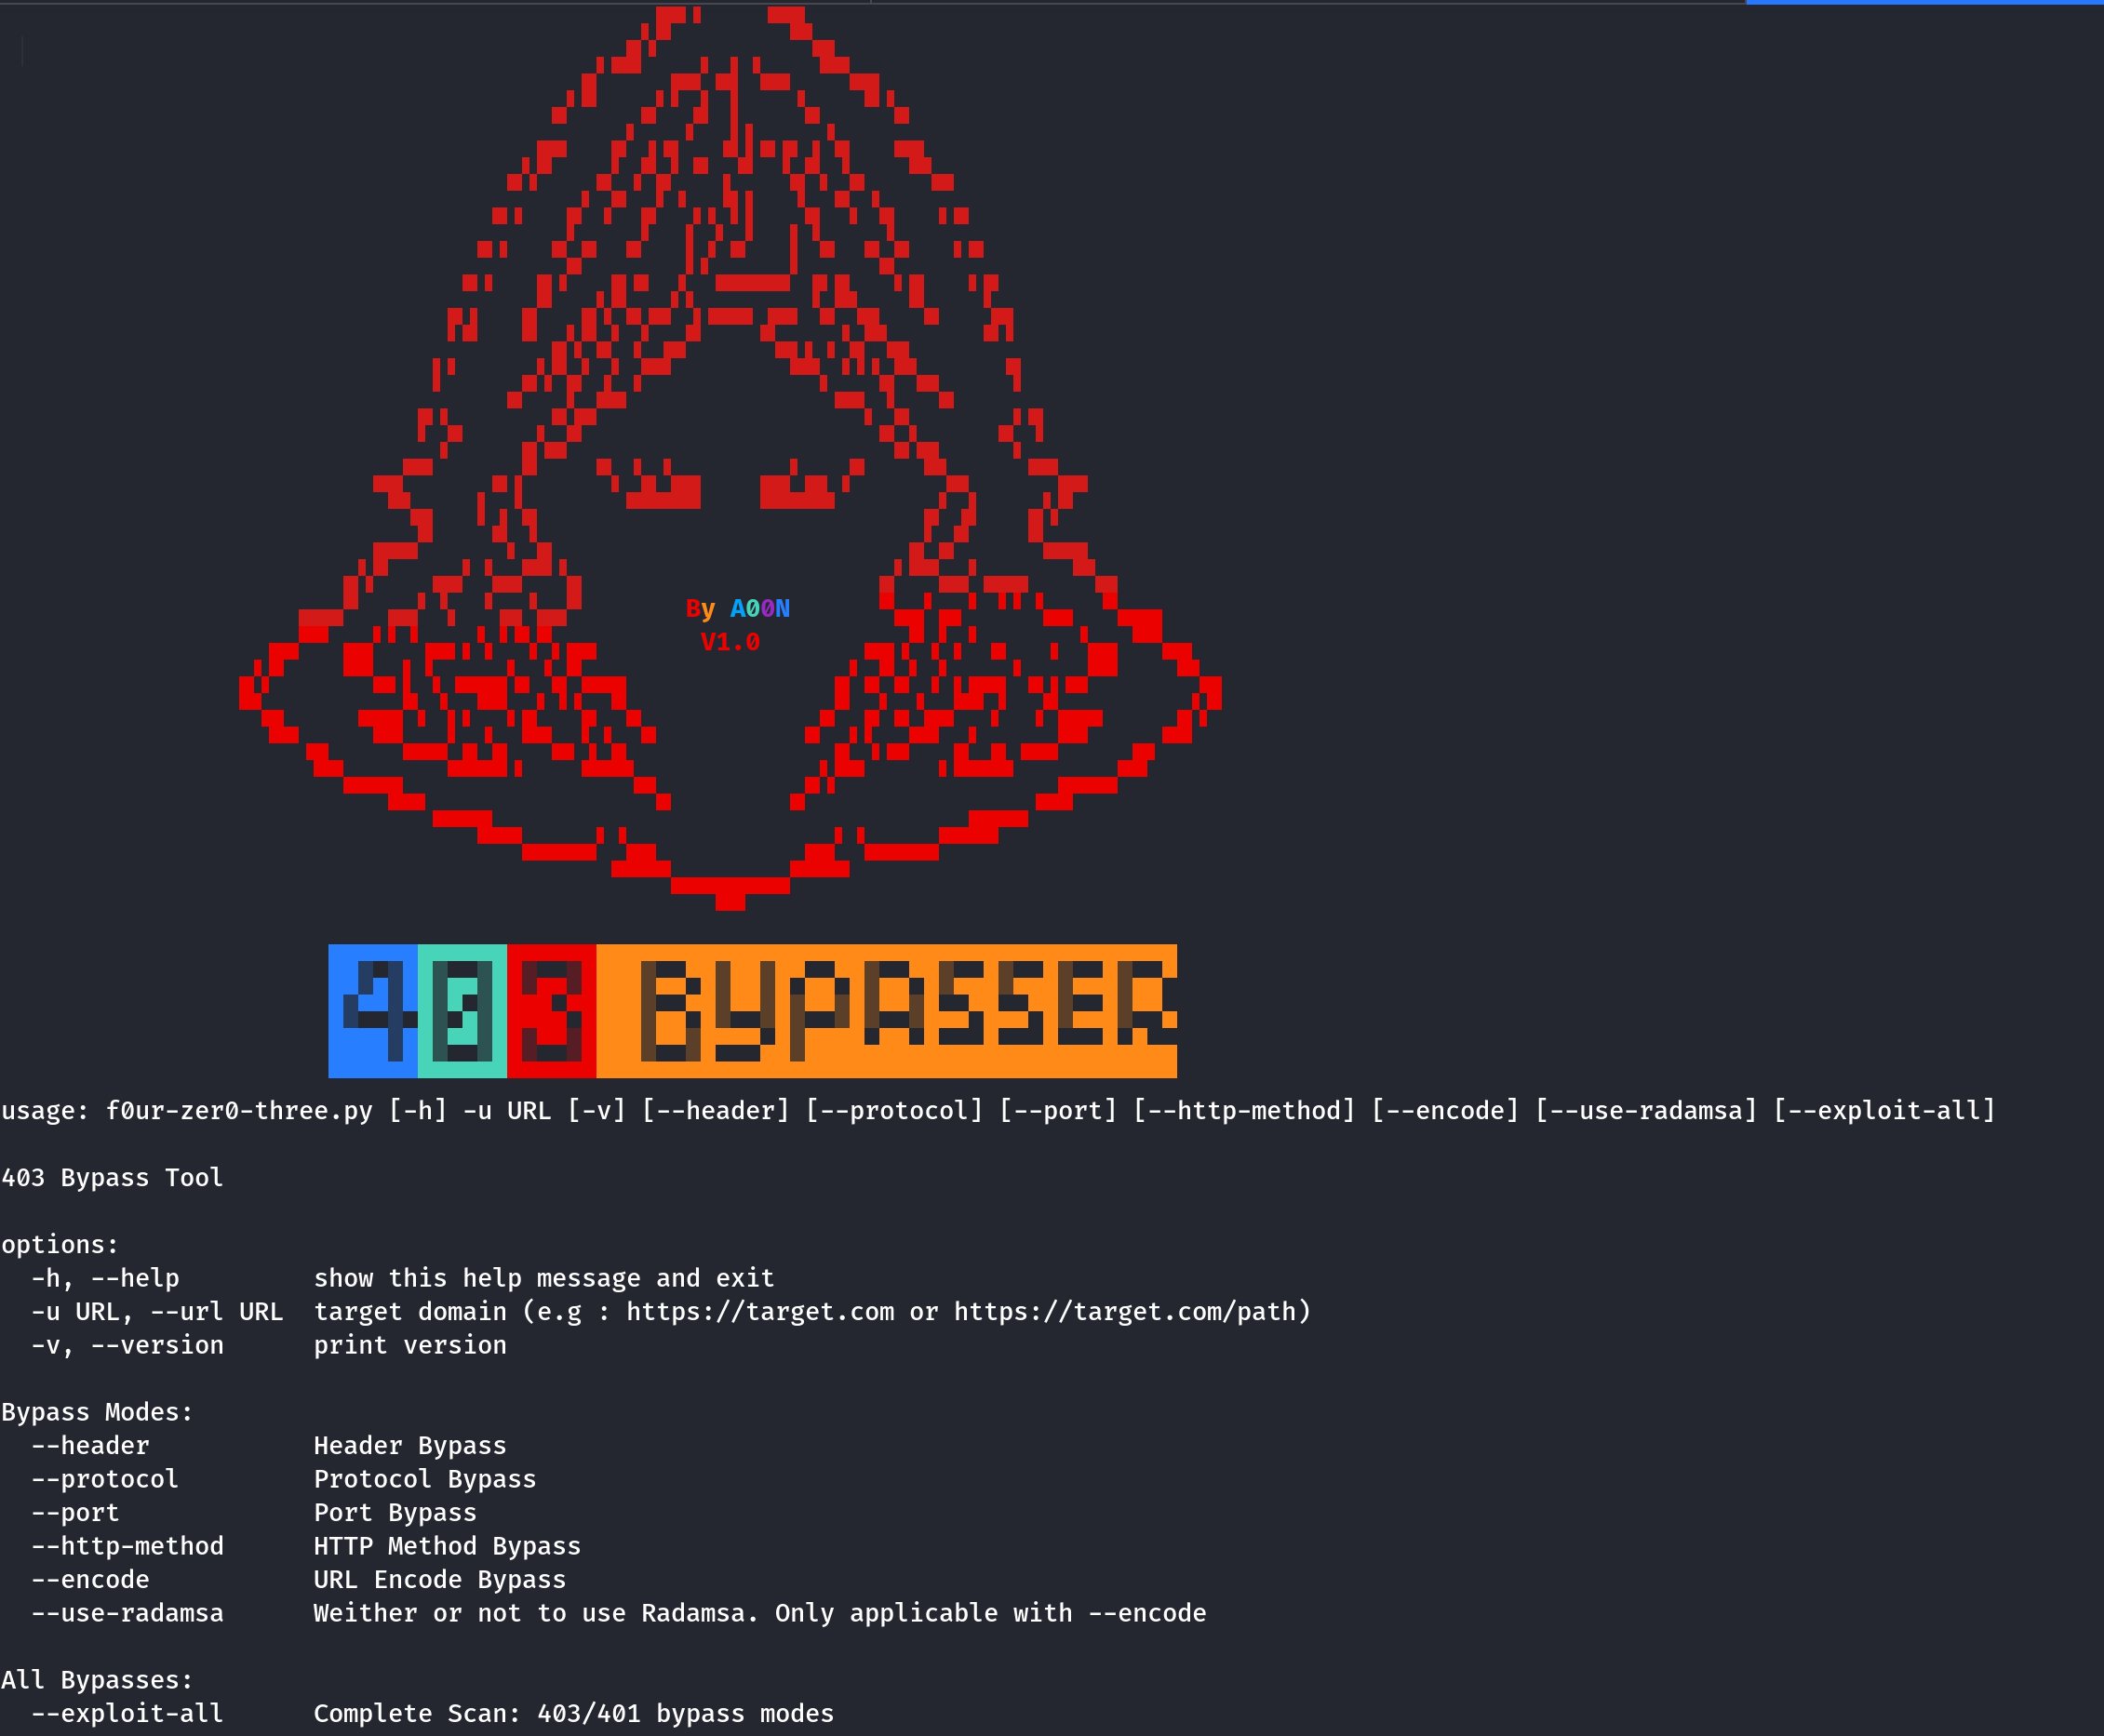 By A00N
V1.0
403 BYPASSER
usage: f0ur-zer0-three.py [-h] -u URL [-v] [--header] [--protocol] [--port] [--http-method] [--encode] [--use-radamsa] [--exploit-all]
403 Bypass Tool
options:
-h, --help show this help message and exit
-u URL, --url URL target domain (e.g : https://target.com or https://target.com/path)
-v, --version print version
Bypass Modes:
--header Header Bypass
--protocol Protocol Bypass
--port Port Bypass
--http-method HTTP Method Bypass
--encode URL Encode Bypass
--use-radamsa Weither or not to use Radamsa. Only applicable with --encode
All Bypasses:
--exploit-all Complete Scan: 403/401 bypass modes